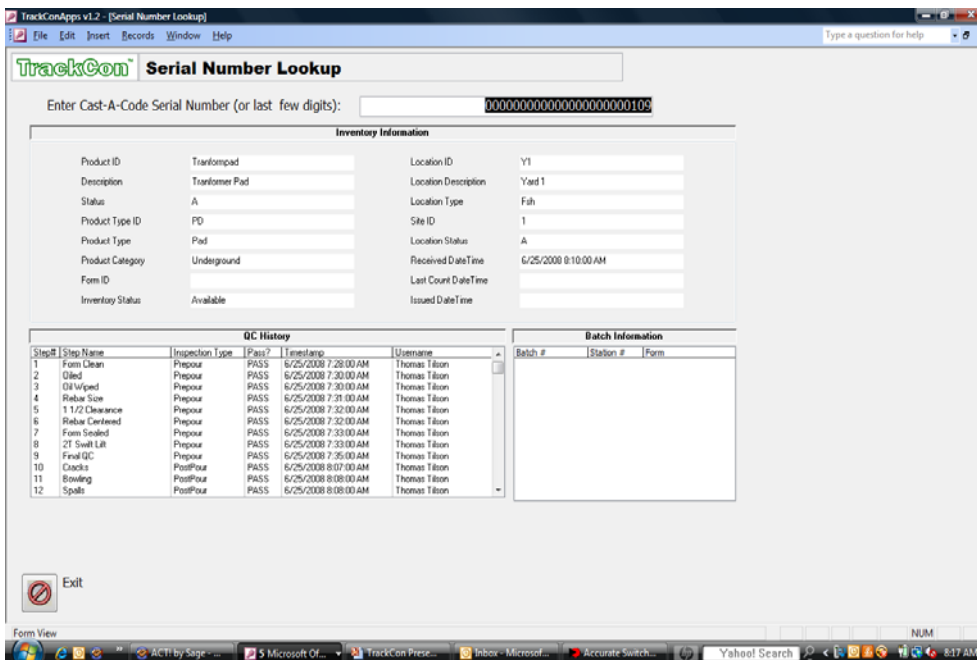 TrackConApps v1.2 - [Serial Number Lookup]
File Edit Insert Records Window Help
Type a question for help
TrackCon™ Serial Number Lookup
Enter Cast-A-Code Serial Number (or last few digits):
Inventory Information
Product ID Tranformpad Location ID Y1
Description Tranformer Pad Location Description Yard 1
Status A Location Type Fsh
Product Type ID PD Site ID 1
Product Type Pad Location Status A
Product Category Underground Received DateTime 6/25/2008 8:10:00 AM
Form ID Last Count DateTime
Inventory Status Available Issued DateTime
QC History Batch Information
Step# Step Name Inspection Type Pass? Timestamp Username Batch # Station # Form
1 Form Clean Prepour PASS 6/25/2008 7:28:00 AM Thomas Tilson
2 Oiled Prepour PASS 6/25/2008 7:30:00 AM Thomas Tilson
3 Oil Wiped Prepour PASS 6/25/2008 7:30:00 AM Thomas Tilson
4 Rebar Size Prepour PASS 6/25/2008 7:31:00 AM Thomas Tilson
5 1 1/2 Clearance Prepour PASS 6/25/2008 7:32:00 AM Thomas Tilson
6 Rebar Centered Prepour PASS 6/25/2008 7:32:00 AM Thomas Tilson
7 Form Sealed Prepour PASS 6/25/2008 7:33:00 AM Thomas Tilson
8 2T Swift Lift Prepour PASS 6/25/2008 7:33:00 AM Thomas Tilson
9 Final QC Prepour PASS 6/25/2008 7:35:00 AM Thomas Tilson
10 Cracks PostPour PASS 6/25/2008 8:07:00 AM Thomas Tilson
11 Bowing PostPour PASS 6/25/2008 8:08:00 AM Thomas Tilson
12 Spalls PostPour PASS 6/25/2008 8:08:00 AM Thomas Tilson
Exit
Form View NUM
ACT! by Sage - ... 5 Microsoft Of... TrackCon Prese... Inbox - Microsof... Accurate Switch... Yahoo! Search 8:17 AM